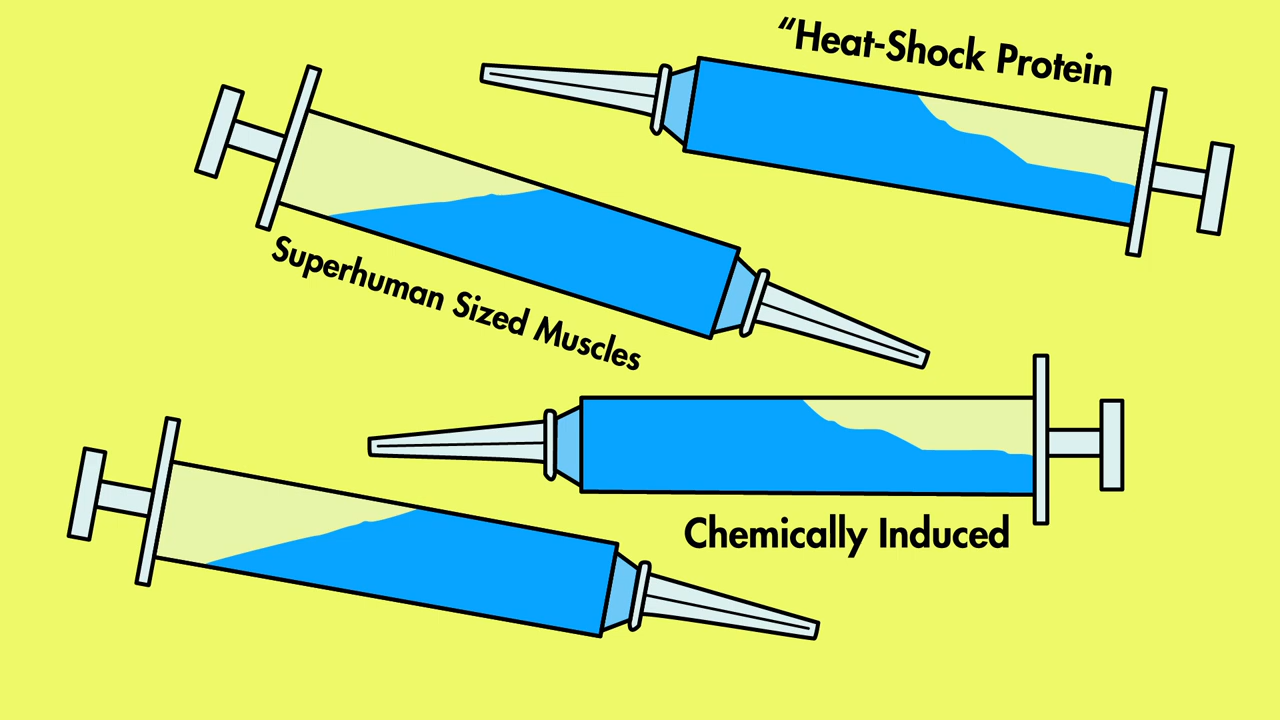 “Heat-Shock Protein
Superhuman Sized Muscles
Chemically Induced